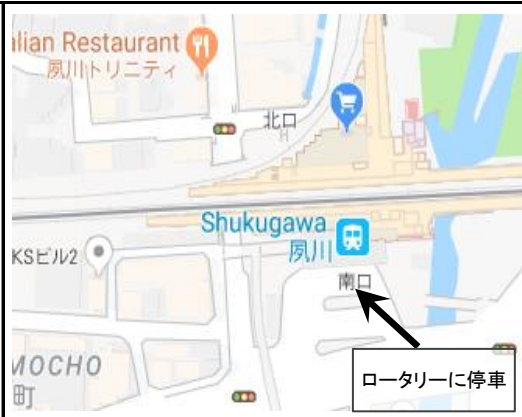 alian Restaurant
夙川トリニティ
北口
Shukugawa
夙川
KSビル2
南口
MOCHO
町
ロータリーに停車